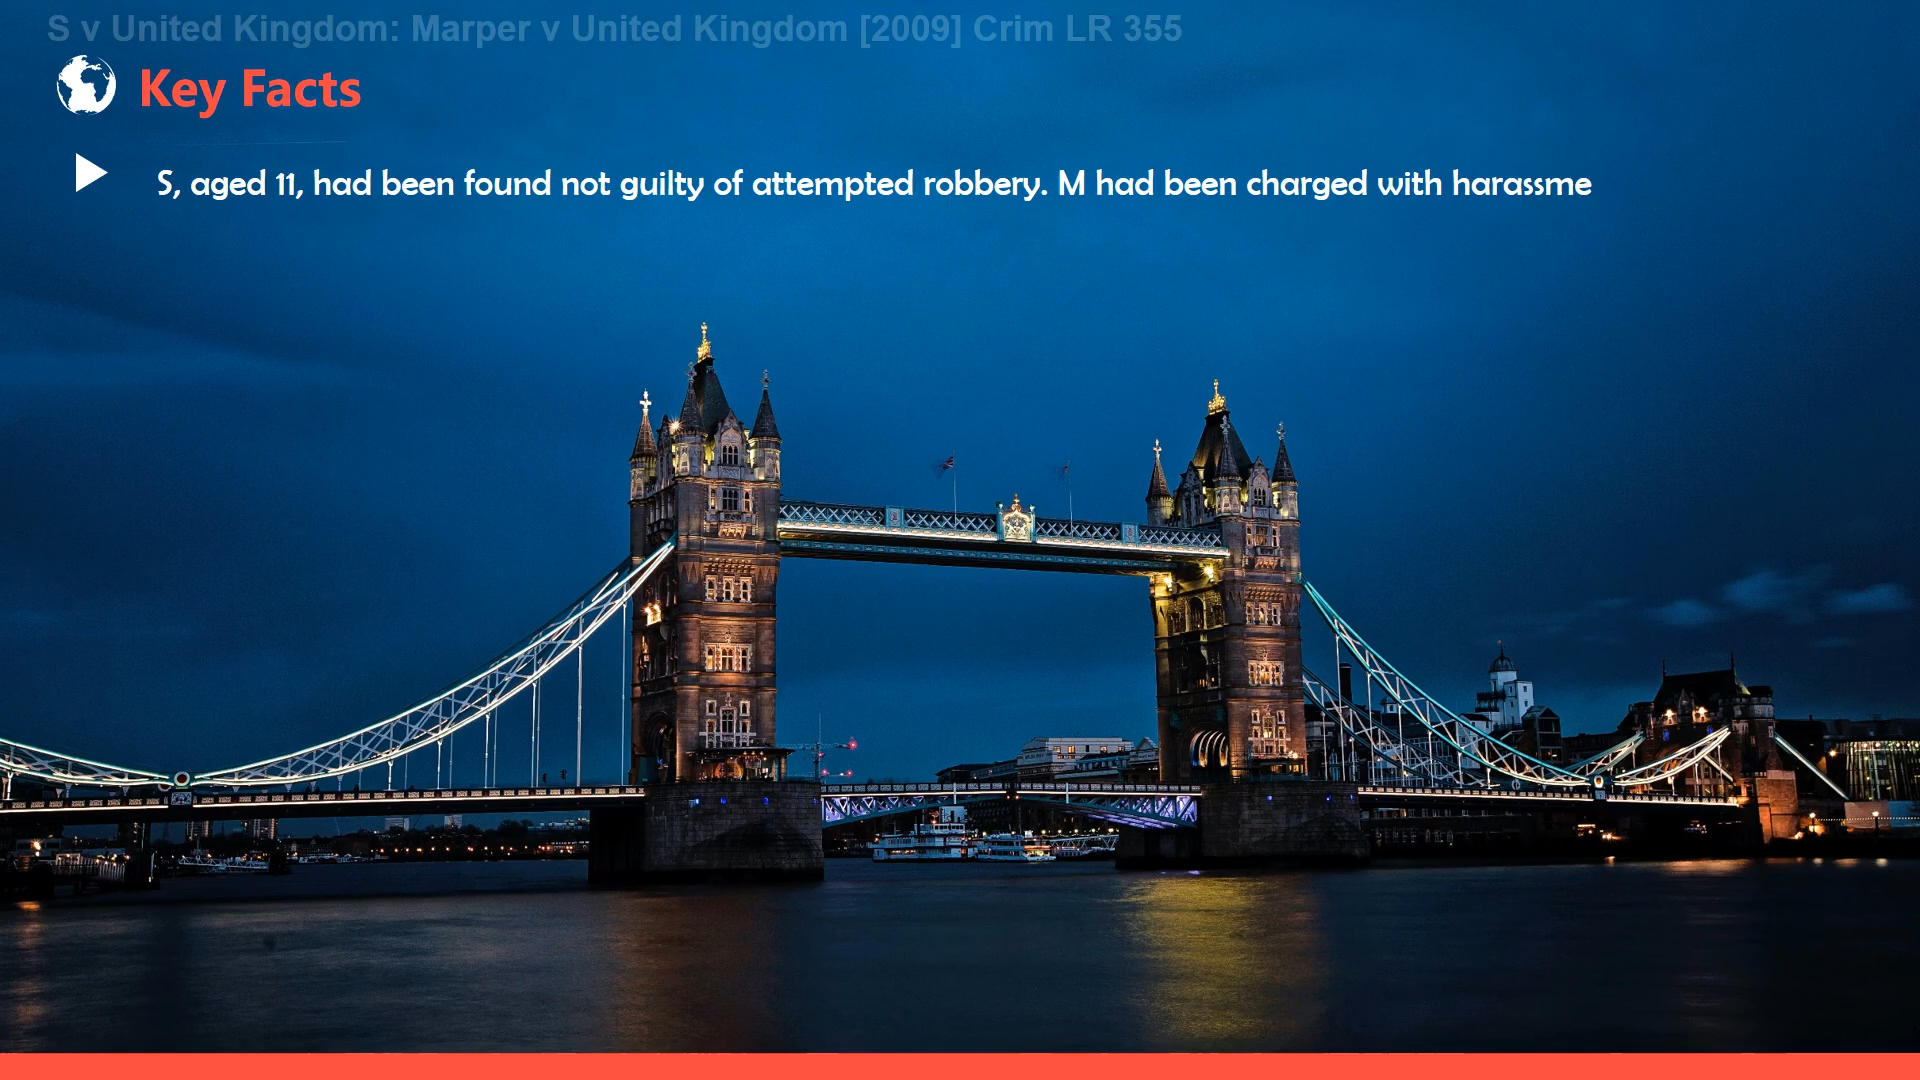 S v United Kingdom: Marper v United Kingdom [2009] Crim LR 355
Key Facts
S, aged 11, had been found not guilty of attempted robbery. M had been charged with harassme